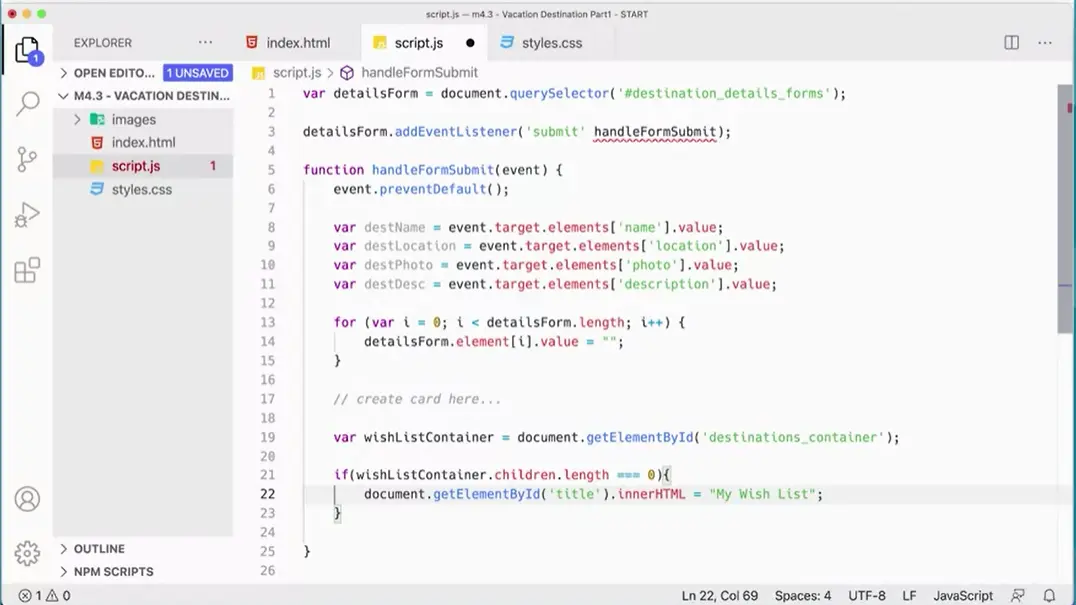 script.js — m4.3 - Vacation Destination Part1 - START
EXPLORER
index.html
script.js
styles.css
OPEN EDITO... 1 UNSAVED
script.js > handleFormSubmit
M4.3 - VACATION DESTIN...
images
index.html
script.js 1
styles.css
1
1 var detailsForm = document.querySelector('#destination_details_forms');
2
3 detailsForm.addEventListener('submit' handleFormSubmit);
4
5 function handleFormSubmit(event) {
6 event.preventDefault();
7
8 var destName = event.target.elements['name'].value;
9 var destLocation = event.target.elements['location'].value;
10 var destPhoto = event.target.elements['photo'].value;
11 var destDesc = event.target.elements['description'].value;
12
13 for (var i = 0; i < detailsForm.length; i++) {
14 detailsForm.element[i].value = "";
15 }
16
17 // create card here...
18
19 var wishListContainer = document.getElementById('destinations_container');
20
21 if(wishListContainer.children.length === 0){
22 document.getElementById('title').innerHTML = "My Wish List";
23 }
24
25 }
26
OUTLINE
NPM SCRIPTS
1 0 Ln 22, Col 69 Spaces: 4 UTF-8 LF JavaScript